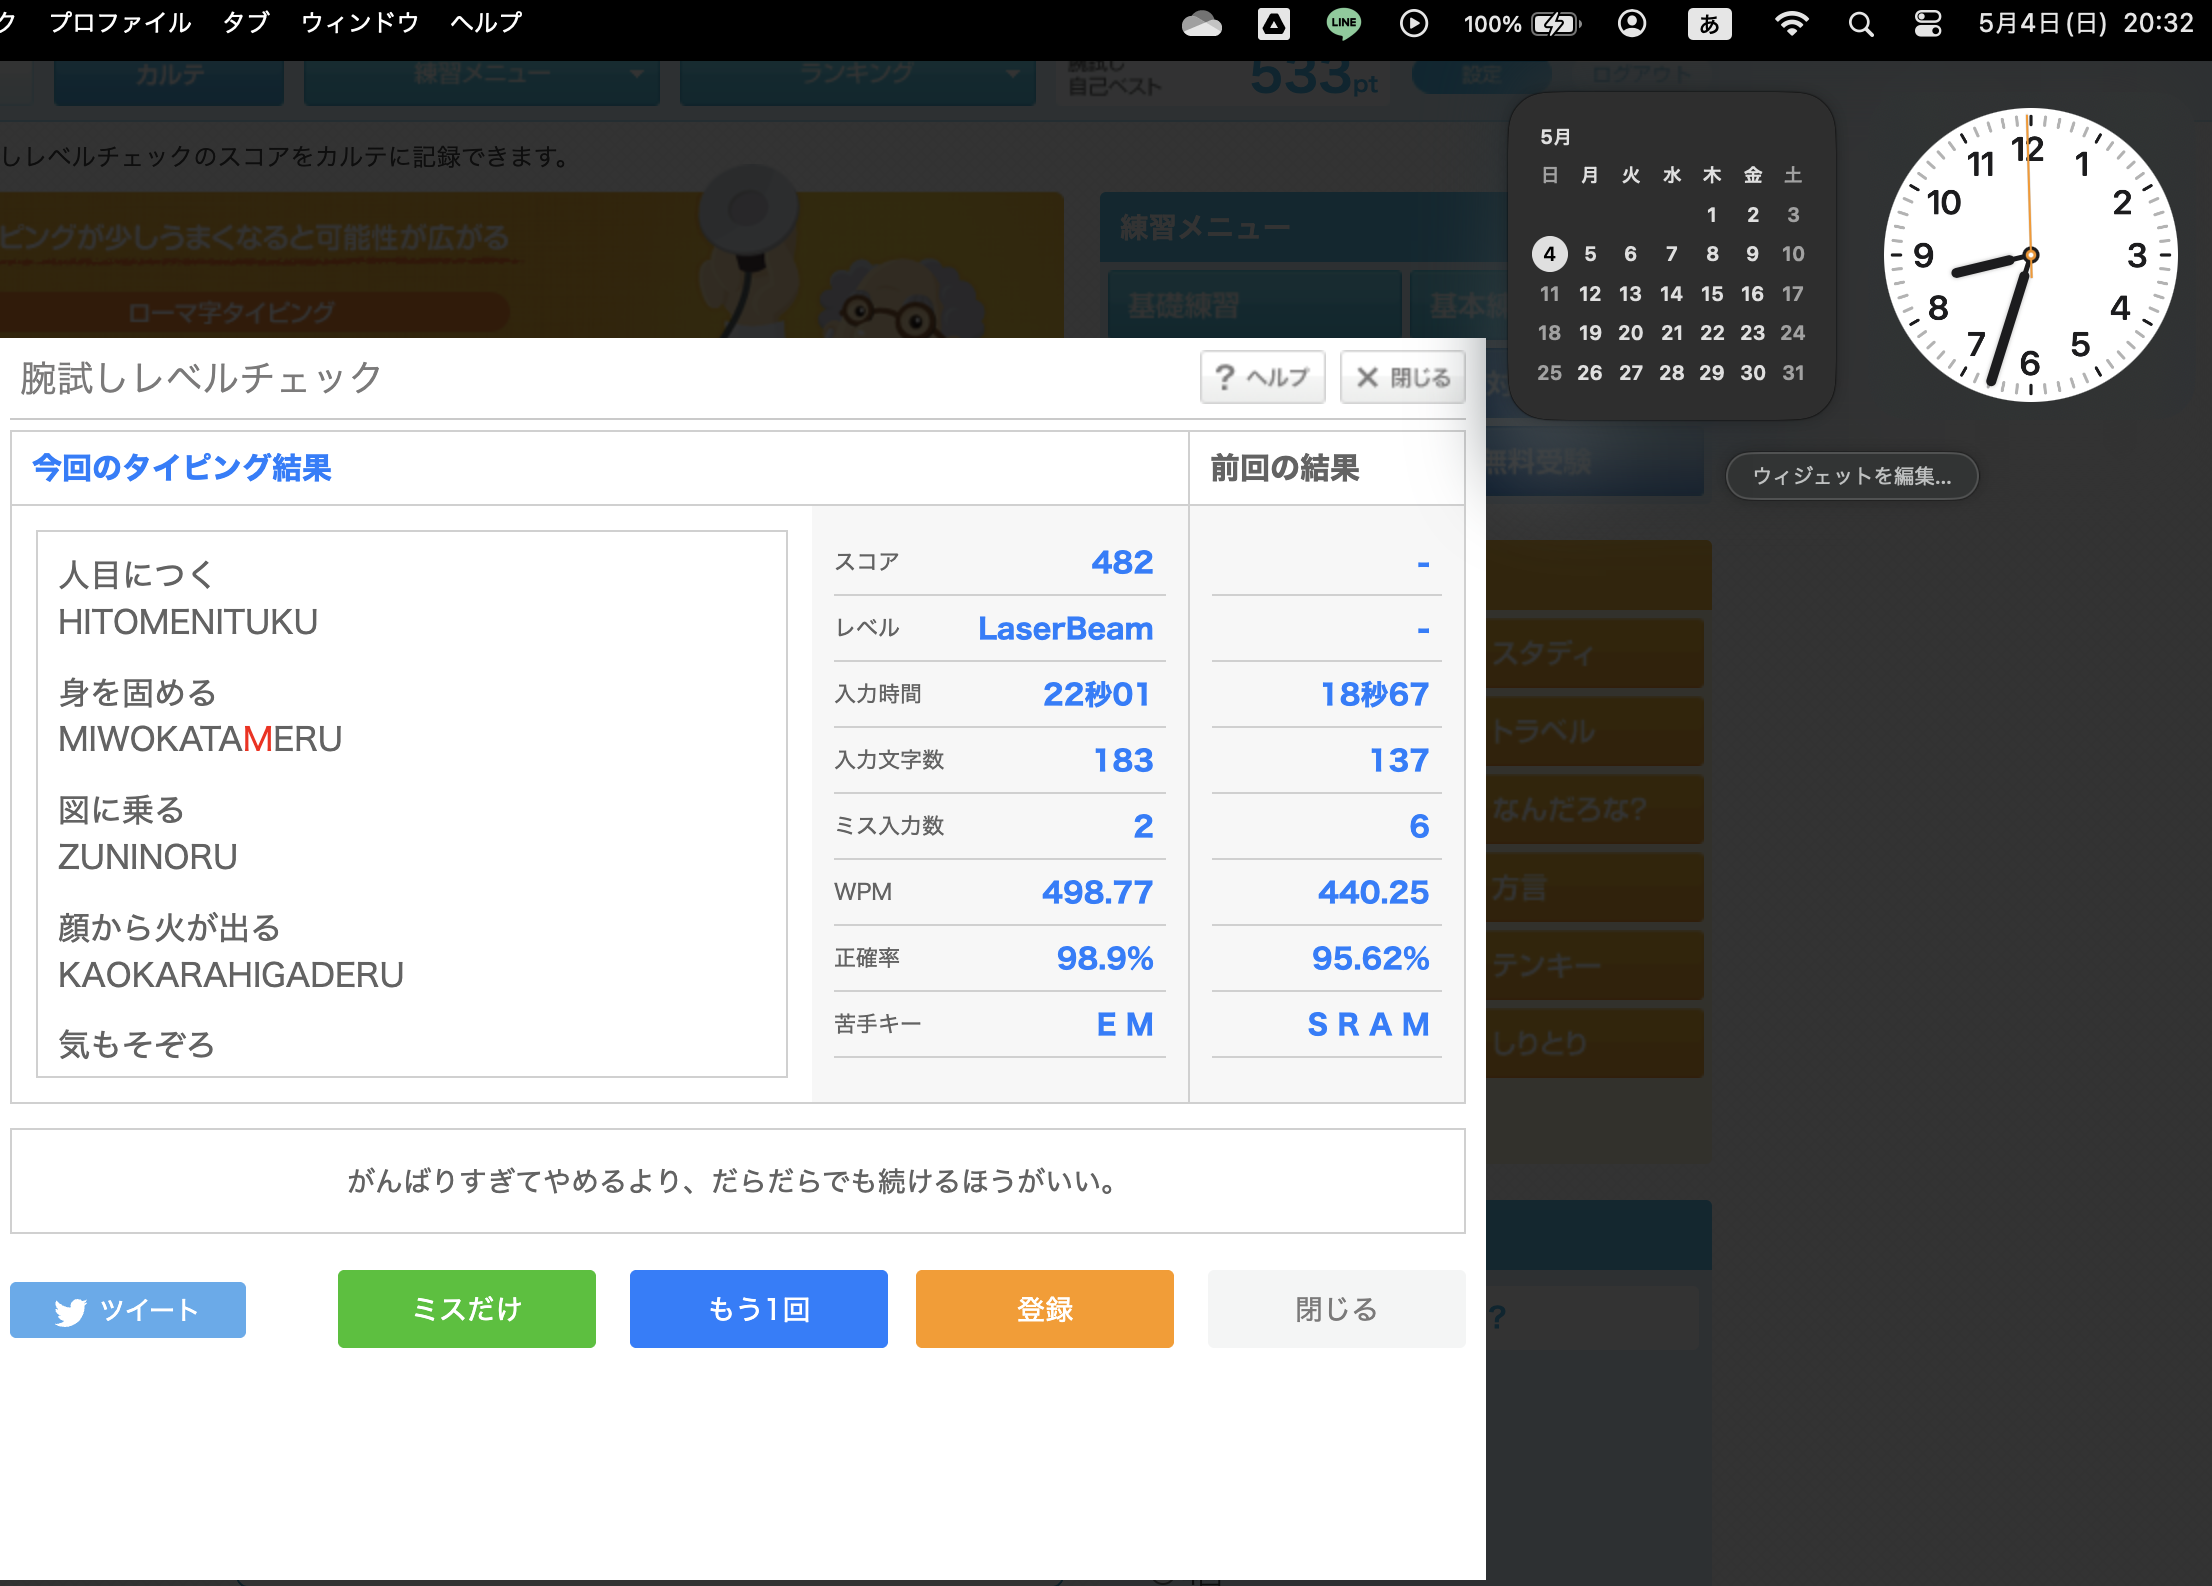 ク プロファイル タブ ウィンドウ ヘルプ LINE 100% あ 5月4日(日) 20:32
カルテ 練習メニュー ランキング 腕試し 自己ベスト 533pt 設定 ログアウト
しレベルチェックのスコアをカルテに記録できます。
ピングが少しうまくなると可能性が広がる
ローマ字タイピング
練習メニュー
基礎練習
5月
日 月 火 水 木 金 土
1 2 3
4 5 6 7 8 9 10
11 12 13 14 15 16 17
18 19 20 21 22 23 24
25 26 27 28 29 30 31
12 1 2 3 4 5 6 7 8 9 10 11
ウィジェットを編集...
腕試しレベルチェック
? ヘルプ
× 閉じる
今回のタイピング結果 前回の結果
人目につく
HITOMENITUKU
身を固める
MIWOKATAMERU
図に乗る
ZUNINORU
顔から火が出る
KAOKARAHIGADERU
気もそぞろ
スコア 482 -
レベル LaserBeam -
入力時間 22秒01 18秒67
入力文字数 183 137
ミス入力数 2 6
WPM 498.77 440.25
正確率 98.9% 95.62%
苦手キー E M S R A M
がんばりすぎてやめるより、だらだらでも続けるほうがいい。
ツイート
ミスだけ
もう1回
登録
閉じる
無料受験
スタディ
トラベル
なんだろな?
方言
テンキー
しりとり
?